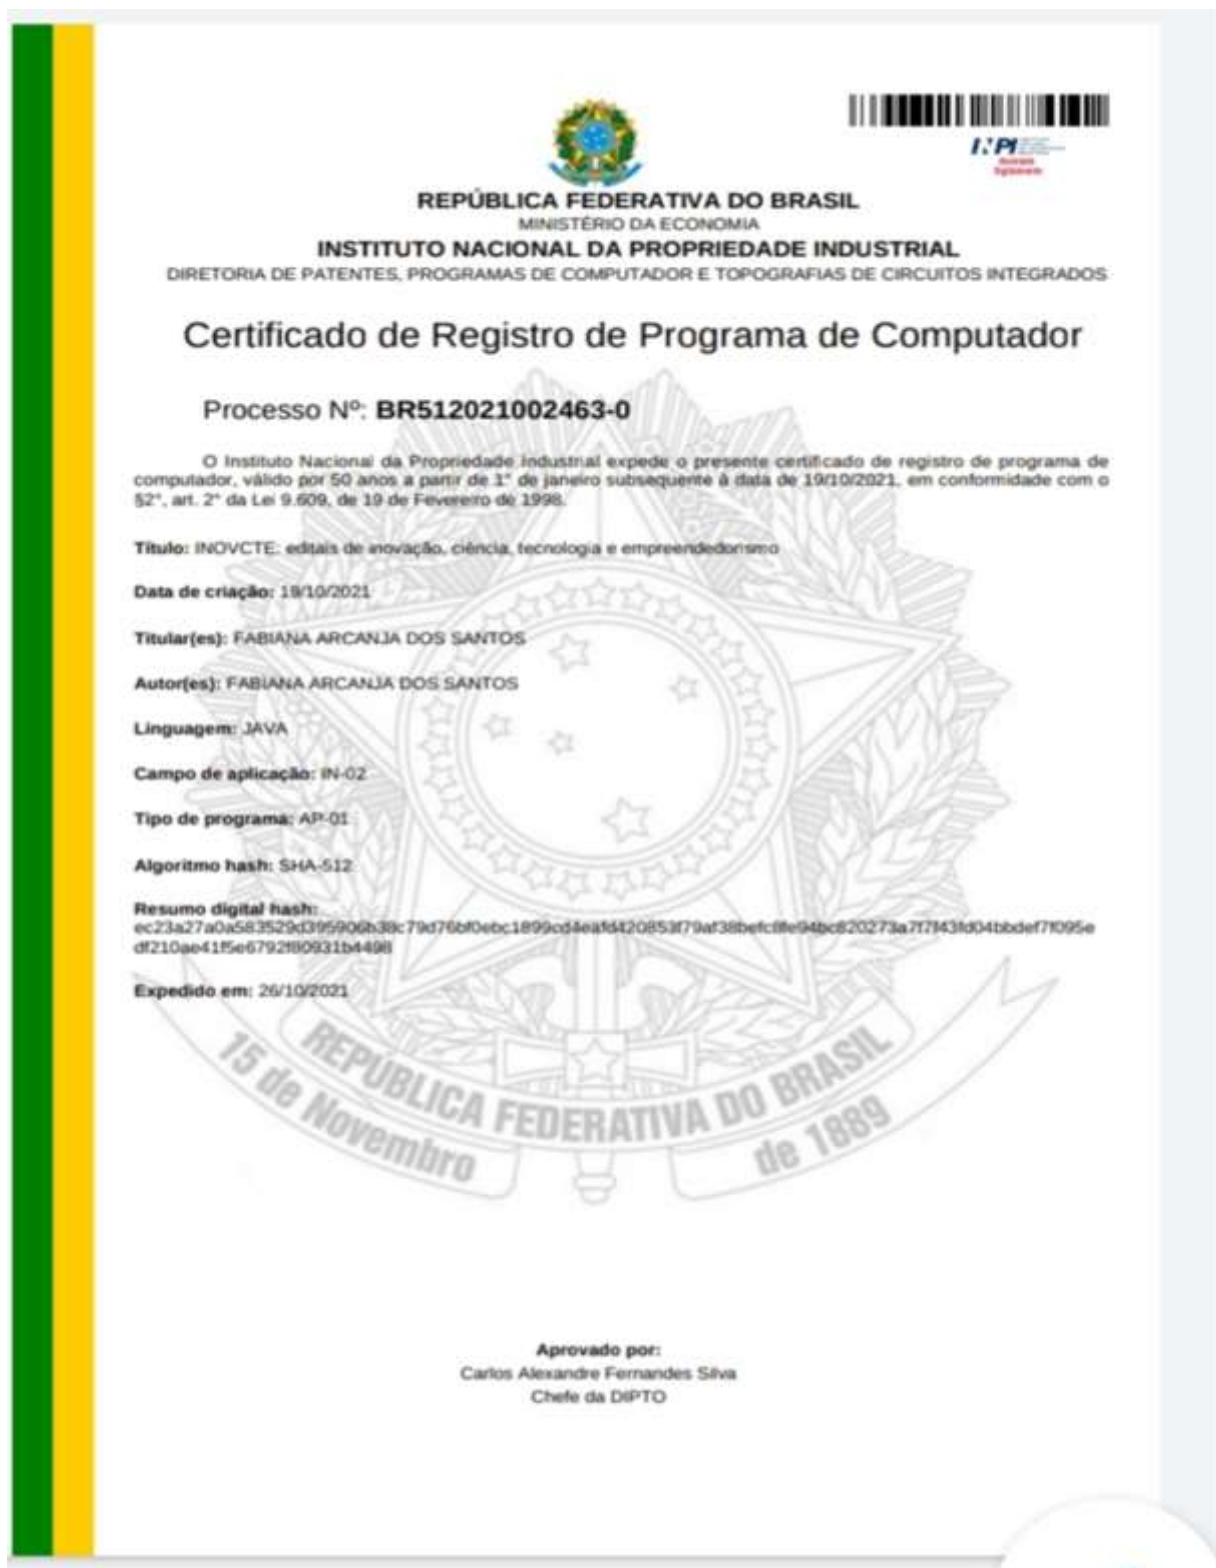 INPI
REPÚBLICA FEDERATIVA DO BRASIL
MINISTÉRIO DA ECONOMIA
INSTITUTO NACIONAL DA PROPRIEDADE INDUSTRIAL
DIRETORIA DE PATENTES, PROGRAMAS DE COMPUTADOR E TOPOGRAFIAS DE CIRCUITOS INTEGRADOS
Certificado de Registro de Programa de Computador
Processo Nº: BR512021002463-0
O Instituto Nacional da Propriedade Industrial expede o presente certificado de registro de programa de
computador, válido por 50 anos a partir de 1° de janeiro subsequente à data de 19/10/2021, em conformidade com o
§2°, art. 2° da Lei 9.609, de 19 de Fevereiro de 1998.
Título: INOVCTE: editais de inovação, ciência, tecnologia e empreendedorismo
Data de criação: 19/10/2021
Titular(es): FABIANA ARCANJA DOS SANTOS
Autor(es): FABIANA ARCANJA DOS SANTOS
Linguagem: JAVA
Campo de aplicação: IN-02
Tipo de programa: AP-01
Algoritmo hash: SHA-512
Resumo digital hash:
Expedido em: 26/10/2021
REPÚBLICA FEDERATIVA DO BRASIL
15 de Novembro de 1889
Aprovado por:
Carlos Alexandre Fernandes Silva
Chefe da DIPTO